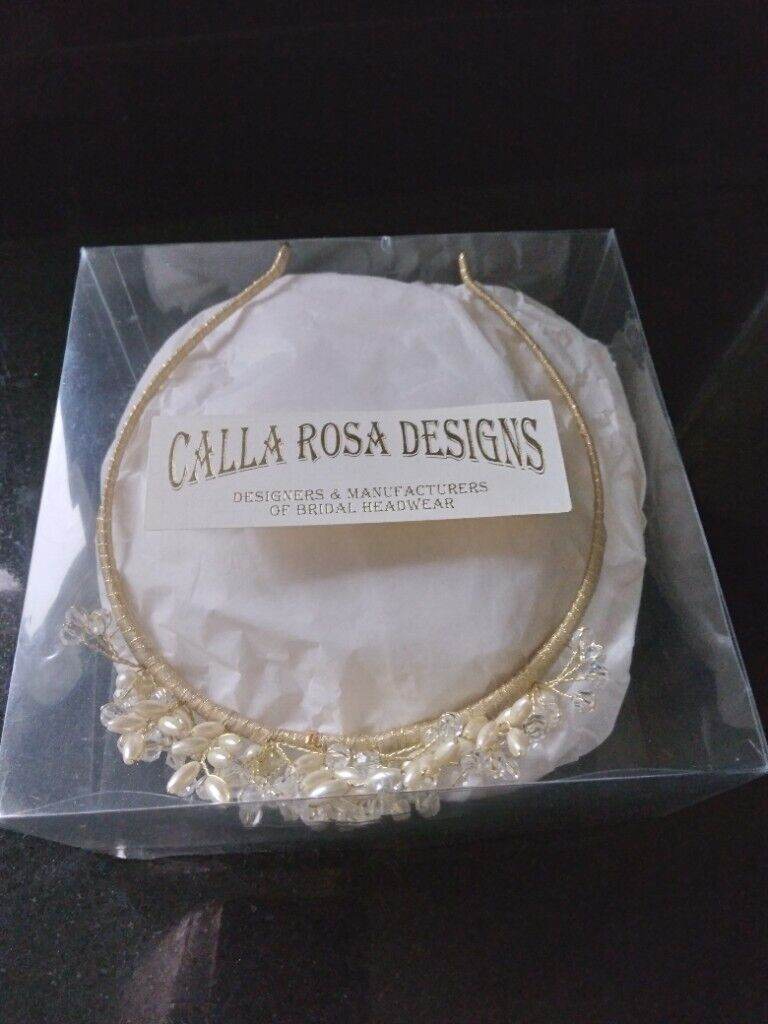 CALLA ROSA DESIGNS
DESIGNERS & MANUFACTURERS
OF BRIDAL HEADWEAR